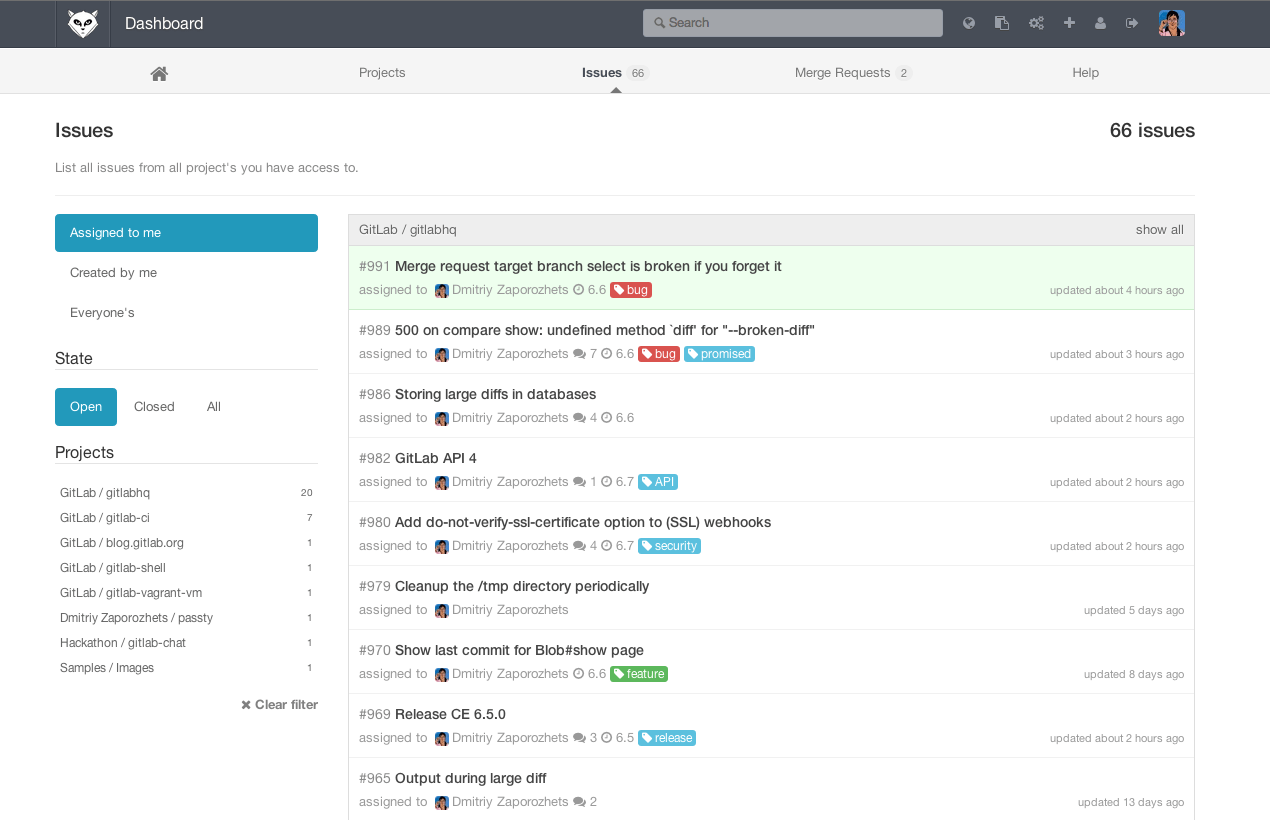 Dashboard Search
Projects Issues 66 Merge Requests 2 Help
Issues 66 issues
List all issues from all project's you have access to.
Assigned to me
Created by me
Everyone's
State
Open Closed All
Projects
GitLab / gitlabhq 20
GitLab / gitlab-ci 7
GitLab / blog.gitlab.org 1
GitLab / gitlab-shell 1
GitLab / gitlab-vagrant-vm 1
Dmitriy Zaporozhets / passty 1
Hackathon / gitlab-chat 1
Samples / Images 1
Clear filter
GitLab / gitlabhq show all
#991 Merge request target branch select is broken if you forget it
assigned to Dmitriy Zaporozhets 6.6 bug updated about 4 hours ago
#989 500 on compare show: undefined method `diff' for "--broken-diff"
assigned to Dmitriy Zaporozhets 7 6.6 bug promised updated about 3 hours ago
#986 Storing large diffs in databases
assigned to Dmitriy Zaporozhets 4 6.6 updated about 2 hours ago
#982 GitLab API 4
assigned to Dmitriy Zaporozhets 1 6.7 API updated about 2 hours ago
#980 Add do-not-verify-ssl-certificate option to (SSL) webhooks
assigned to Dmitriy Zaporozhets 4 6.7 security updated about 2 hours ago
#979 Cleanup the /tmp directory periodically
assigned to Dmitriy Zaporozhets updated 5 days ago
#970 Show last commit for Blob#show page
assigned to Dmitriy Zaporozhets 6.6 feature updated 8 days ago
#969 Release CE 6.5.0
assigned to Dmitriy Zaporozhets 3 6.5 release updated about 2 hours ago
#965 Output during large diff
assigned to Dmitriy Zaporozhets 2 updated 13 days ago